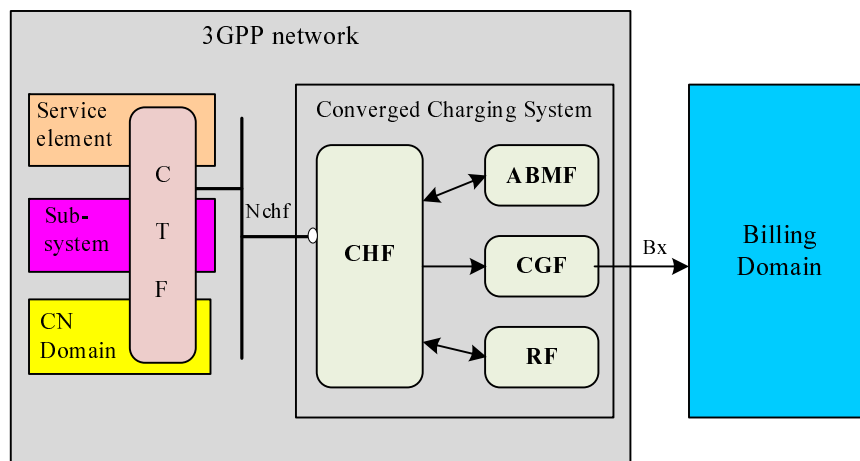 3GPP network
Service
element
Sub-
system
CN
Domain
C
T
F
Nchf
Converged Charging System
CHF
ABMF
CGF
RF
Bx
Billing
Domain